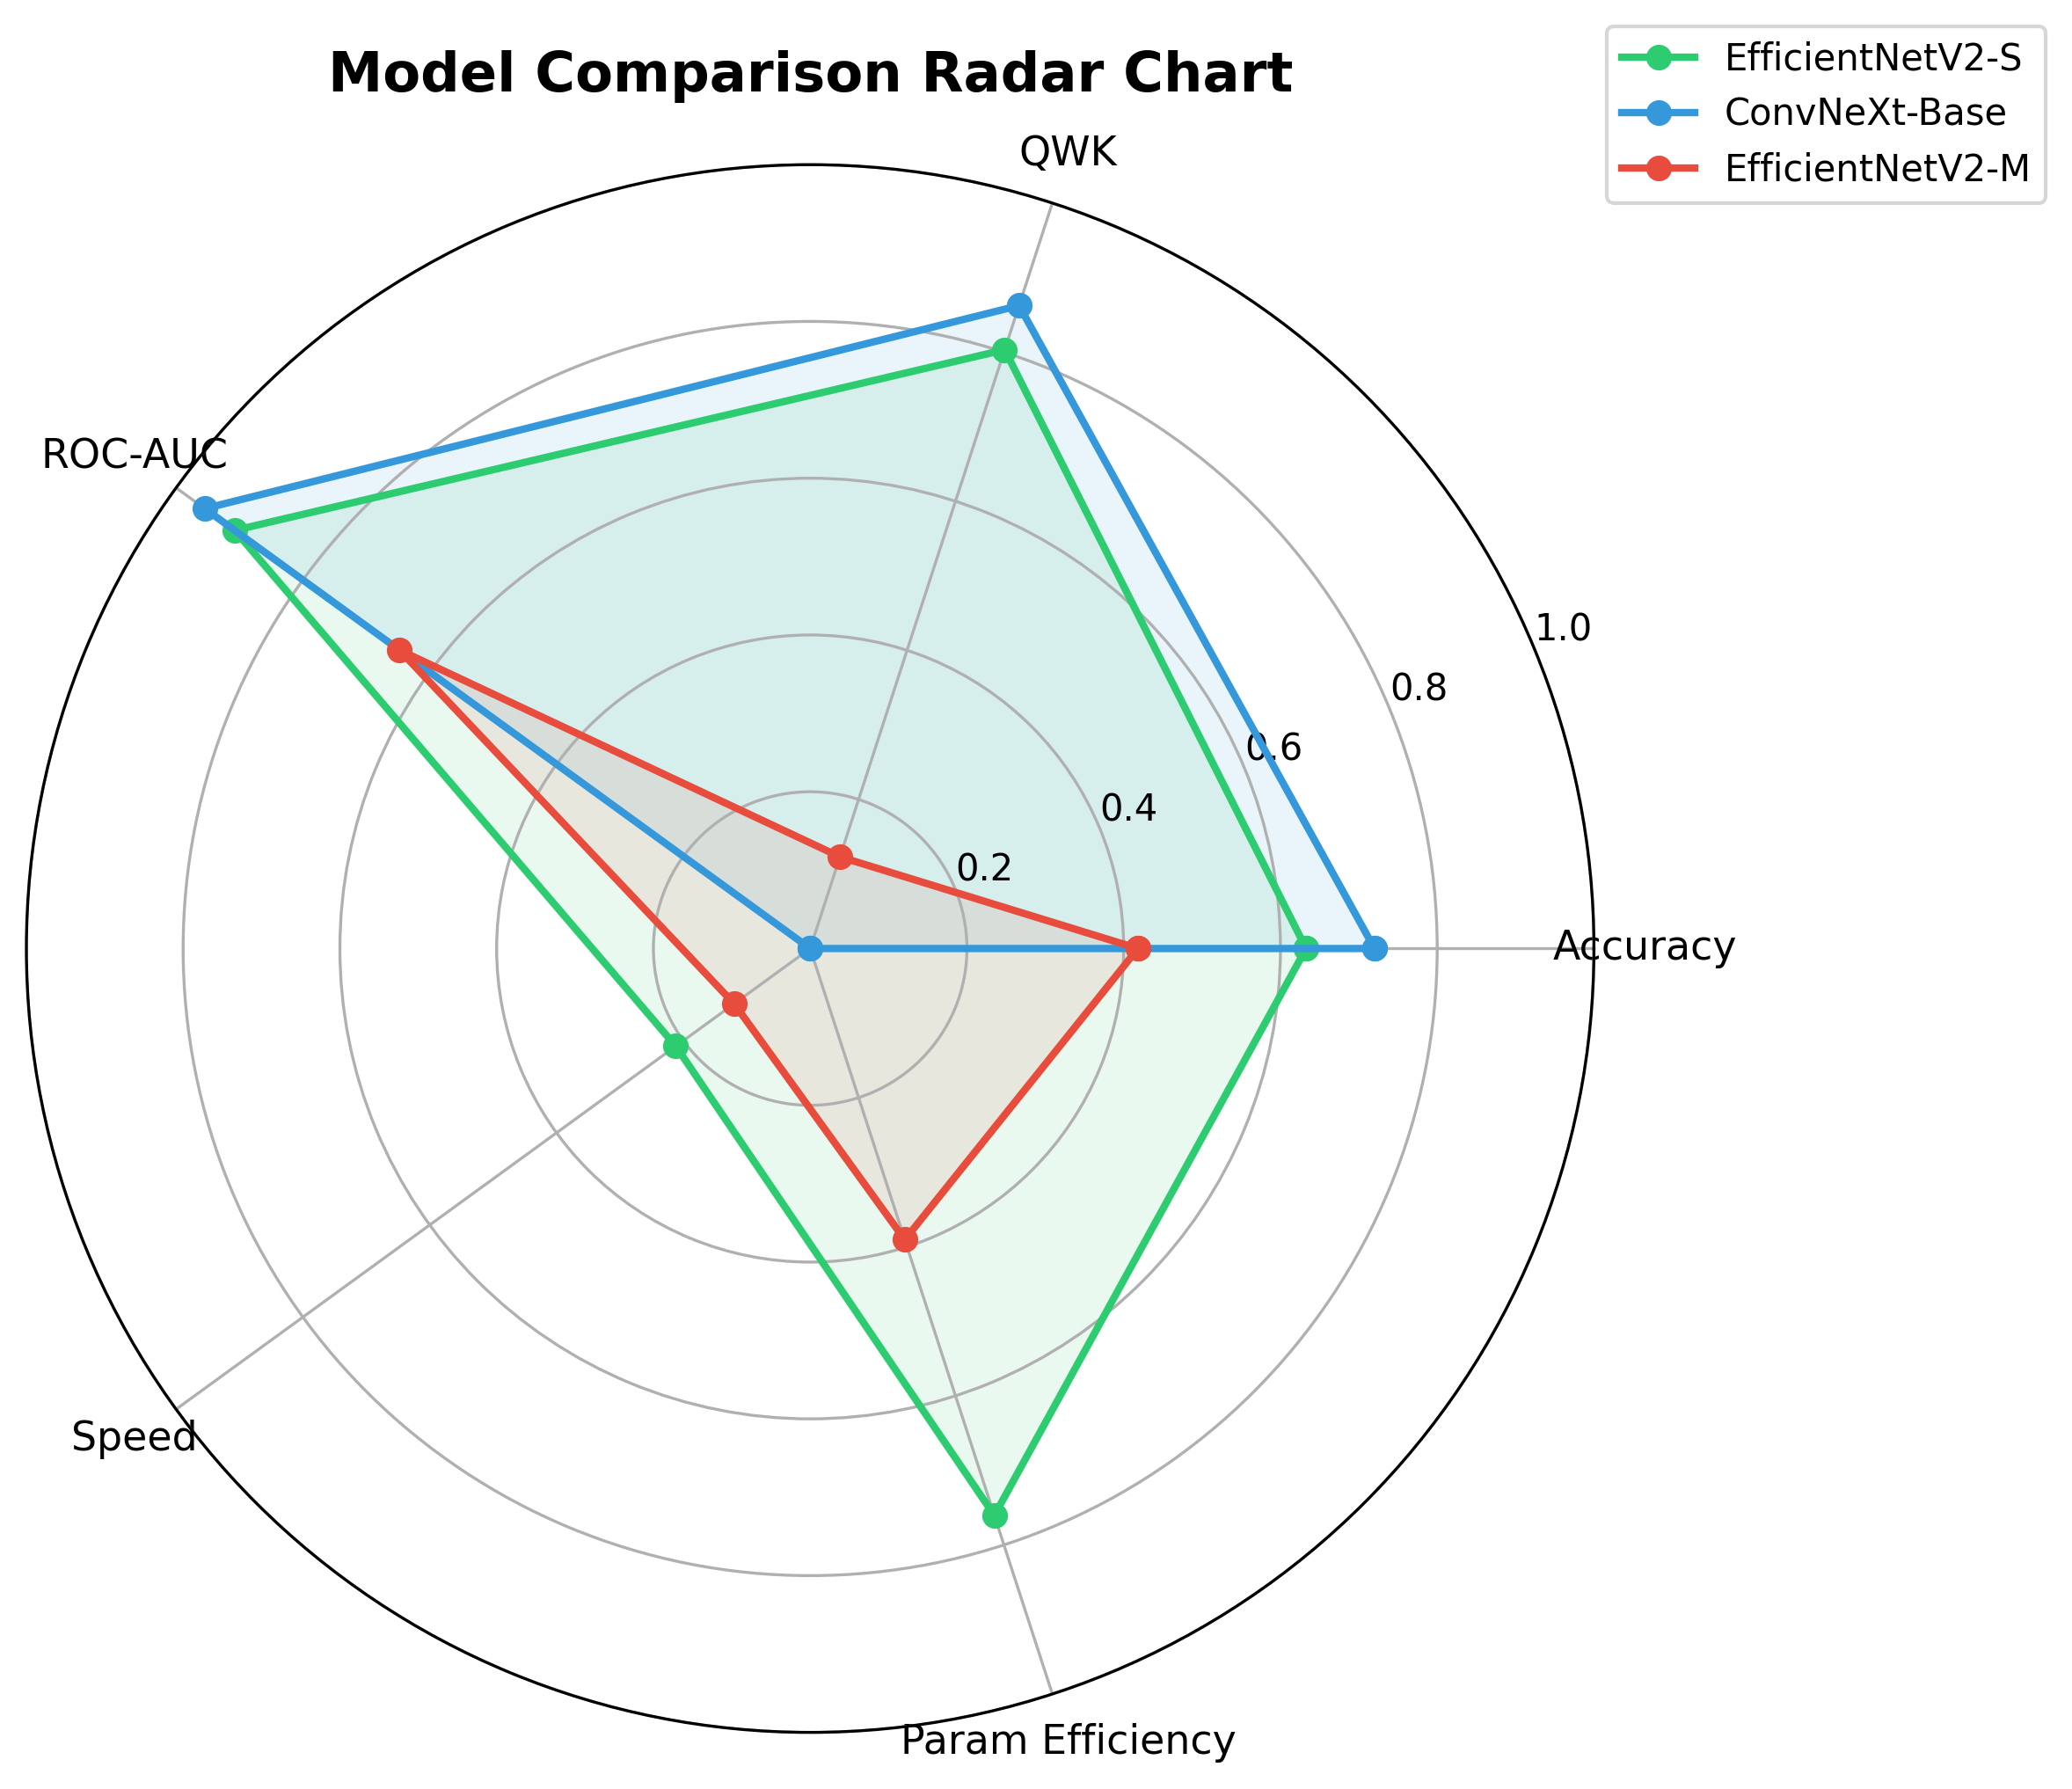 Model Comparison Radar Chart
EfficientNetV2-S
ConvNeXt-Base
EfficientNetV2-M
QWK
ROC-AUC
1.0
0.8
0.6
0.4
0.2
Accuracy
Speed
Param Efficiency